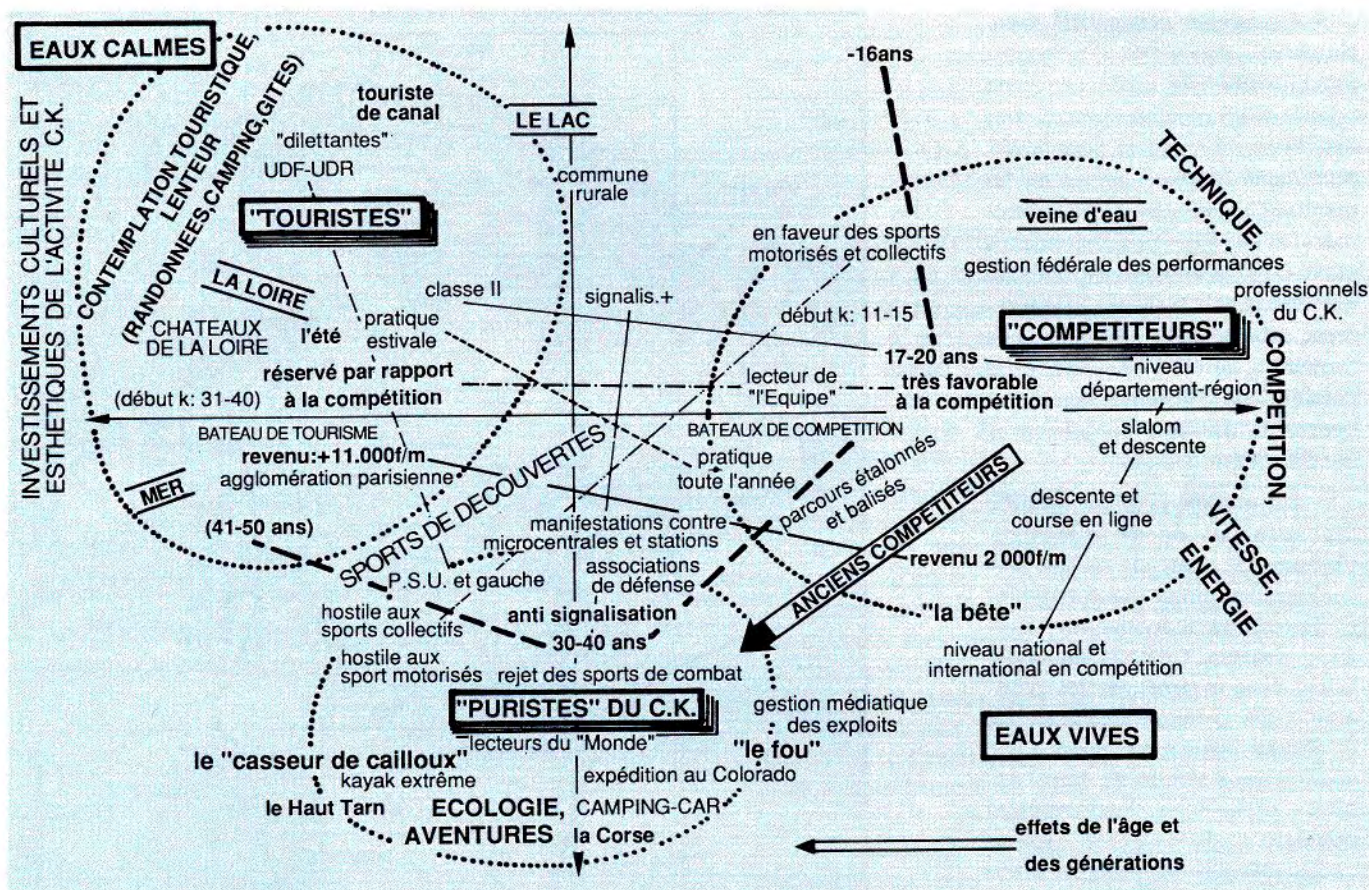 EAUX CALMES
INVESTISSEMENTS CULTURELS ET
ESTHETIQUES DE L'ACTIVITE C.K.
CONTEMPLATION TOURISTIQUE,
LENTEUR
(RANDONNEES,CAMPING,GITES)
touriste
de canal
"dilettantes"
UDF-UDR
"TOURISTES"
LE LAC
commune
rurale
LA LOIRE
CHATEAUX
DE LA LOIRE
l'été
pratique
estivale
classe II
signalis.+
réservé par rapport
à la compétition
(début k: 31-40)
BATEAU DE TOURISME
revenu:+11.000f/m
agglomération parisienne
MER
(41-50 ans)
-16ans
TECHNIQUE,
COMPETITION,
VITESSE,
ENERGIE
veine d'eau
en faveur des sports
motorisés et collectifs
gestion fédérale des performances
professionnels
du C.K.
début k: 11-15
"COMPETITEURS"
17-20 ans
niveau
département-région
lecteur de
"l'Equipe"
très favorable
à la compétition
BATEAUX DE COMPETITION
slalom
et descente
pratique
toute l'année
parcours étalonnés
et balisés
descente et
course en ligne
ANCIENS COMPETITEURS
revenu 2 000f/m
"la bête"
niveau national et
international en compétition
SPORTS DE DECOUVERTES
manifestations contre
microcentrales et stations
P.S.U. et gauche
associations
de défense
hostile aux
sports collectifs
anti signalisation
30-40 ans
hostile aux
sport motorisés
rejet des sports de combat
"PURISTES" DU C.K.
gestion médiatique
des exploits
EAUX VIVES
lecteurs du "Monde"
"le fou"
le "casseur de cailloux"
kayak extrême
expédition au Colorado
le Haut Tarn
ECOLOGIE,
AVENTURES
CAMPING-CAR
la Corse
effets de l'âge et
des générations